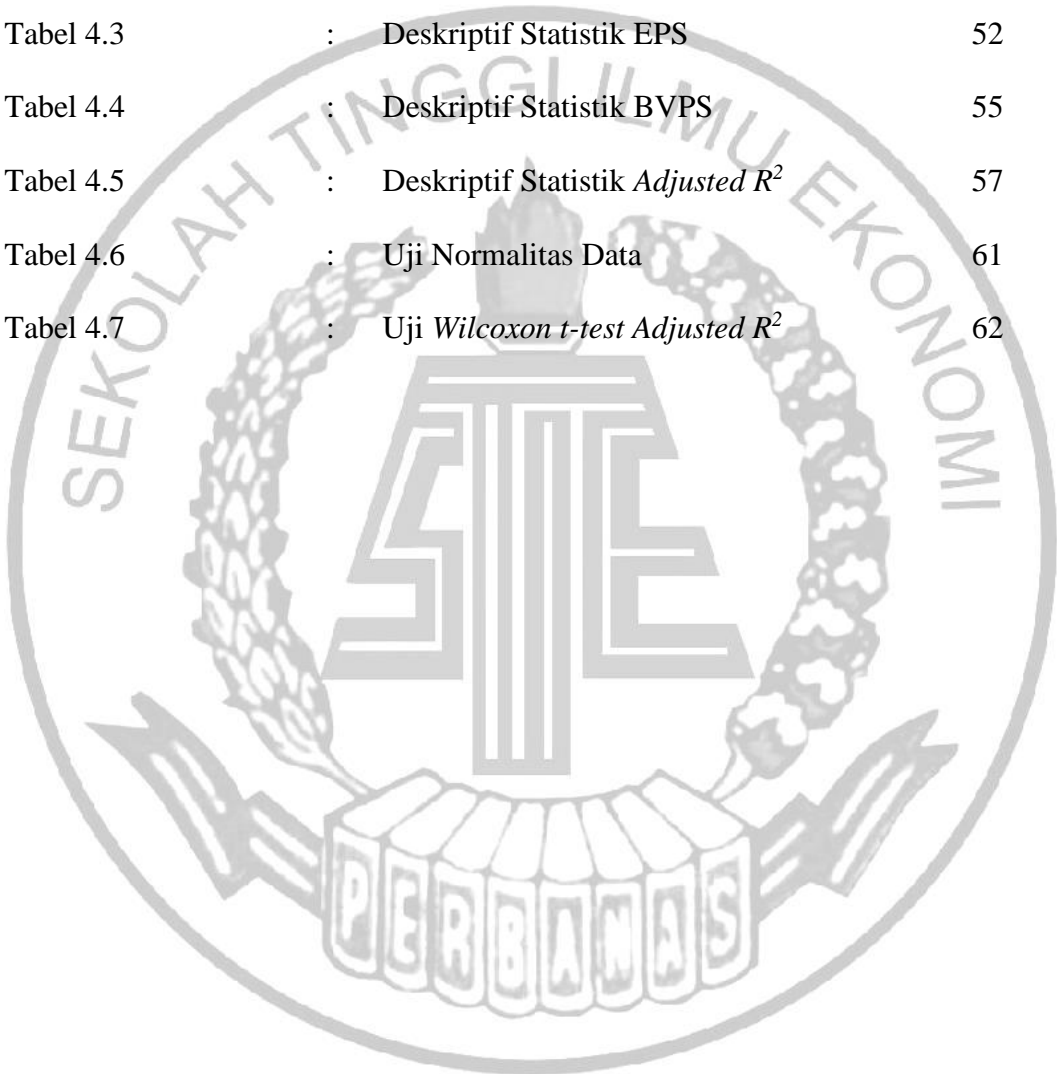 Tabel 4.3 : Deskriptif Statistik EPS 52
Tabel 4.4 : Deskriptif Statistik BVPS 55
Tabel 4.5 : Deskriptif Statistik Adjusted R² 57
Tabel 4.6 : Uji Normalitas Data 61
Tabel 4.7 : Uji Wilcoxon t-test Adjusted R² 62
SEKOLAH TINGGI ILMU EKONOMI
STIE
PERBANAS